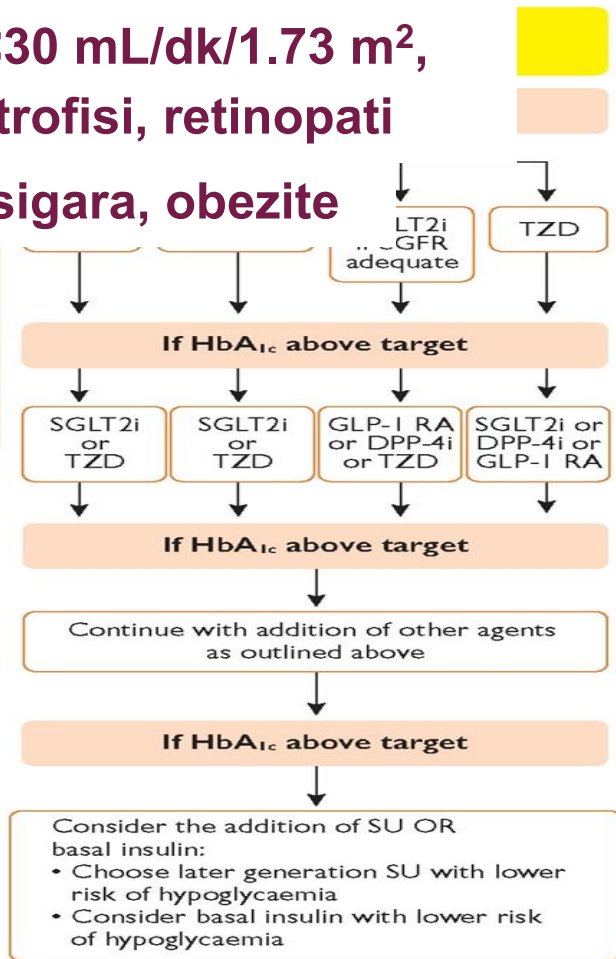 30 mL/dk/1.73 m²,
trofisi, retinopati
sigara, obezite
LT2i
GFR
adequate
TZD
If HbA1c above target
SGLT2i
or
TZD
SGLT2i
or
TZD
GLP-1 RA
or DPP-4i
or TZD
SGLT2i or
DPP-4i or
GLP-1 RA
If HbA1c above target
Continue with addition of other agents
as outlined above
If HbA1c above target
Consider the addition of SU OR
basal insulin:
• Choose later generation SU with lower
risk of hypoglycaemia
• Consider basal insulin with lower risk
of hypoglycaemia